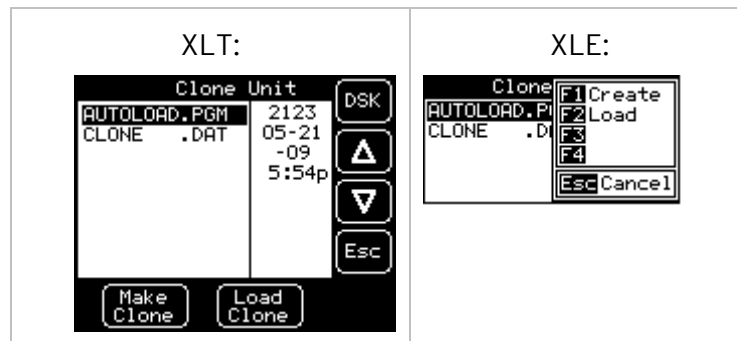 XLT:
Clone Unit
AUTOLOAD.PGM
CLONE .DAT
2123
05-21
-09
5:54p
DSK
Esc
Make
Clone
Load
Clone
XLE:
Clone
AUTOLOAD.P
CLONE .D
F1 Create
F2 Load
F3
F4
Esc Cancel